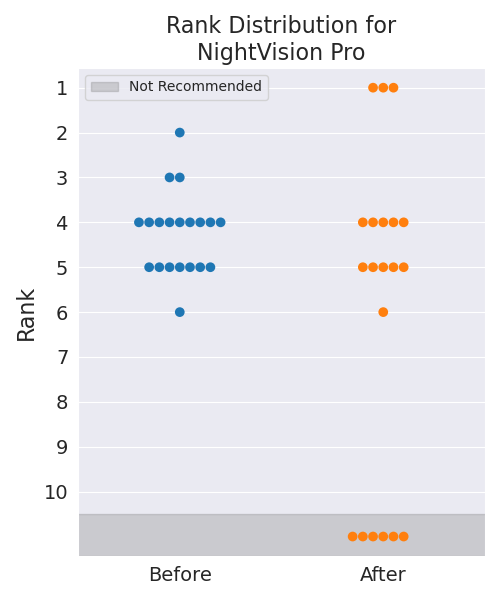 Rank Distribution for
NightVision Pro
Not Recommended
1
2
3
4
5
6
7
8
9
10
Rank
Before
After